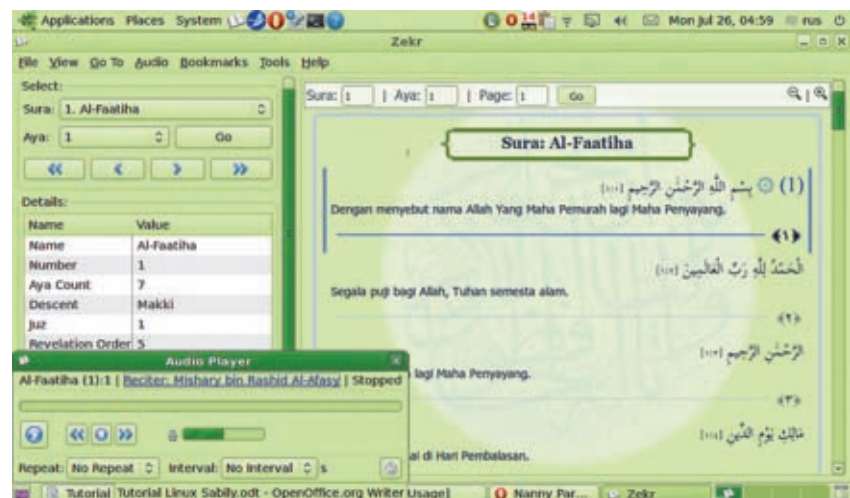 Applications Places System
14
Mon Jul 26, 04:59 rus
Zekr
File View Go To Audio Bookmarks Tools Help
Select:
Sura: 1. Al-Faatiha
Aya: 1 Go
Details:
Name Value
Name Al-Faatiha
Number 1
Aya Count 7
Descent Makki
Juz 1
Revelation Order 5
Sura: 1 | Aya: 1 | Page: 1 Go
Sura: Al-Faatiha
(1) بِسْمِ اللَّهِ الرَّحْمَٰنِ الرَّحِيمِ
Dengan menyebut nama Allah Yang Maha Pemurah lagi Maha Penyayang.
﴿١﴾
الْحَمْدُ لِلَّهِ رَبِّ الْعَالَمِينَ
Segala puji bagi Allah, Tuhan semesta alam.
﴿٢﴾
الرَّحْمَٰنِ الرَّحِيمِ
lagi Maha Penyayang.
﴿٣﴾
مَالِكِ يَوْمِ الدِّينِ
di Hari Pembalasan.
Audio Player
Al-Faatiha (1):1 | Reciter: Mishary bin Rashid Al-Afasy | Stopped
Repeat: No Repeat Interval: No Interval s
Tutorial Tutorial Linux Sabily.odt - OpenOffice.org Writer Usage]
Nanny Par...
Zekr